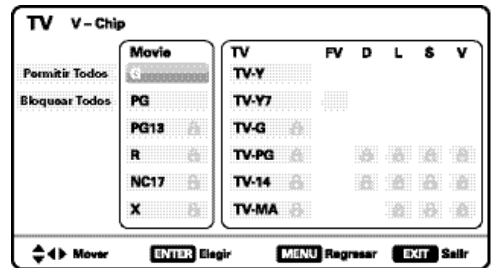 TV V-Chip
Movie TV FV D L S V
Permitir Todos G TV-Y
Bloquear Todos PG TV-Y7
PG13 TV-G
R TV-PG
NC17 TV-14
X TV-MA
Mover ENTER Elegir MENU Regresar EXIT Salir